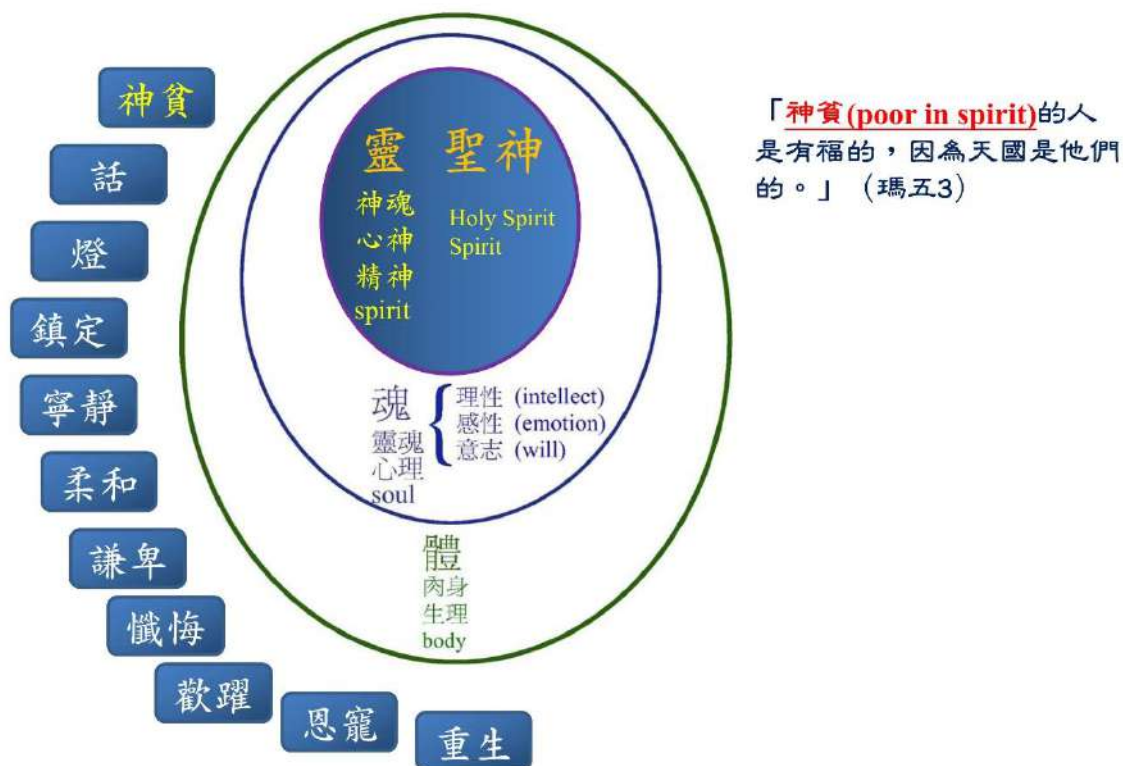 神貧
話
燈
鎮定
寧靜
柔和
謙卑
懺悔
歡躍
恩寵
重生
靈 聖神
神魂
心神
精神
spirit
Holy Spirit
Spirit
魂
靈魂
心理
soul
理性 (intellect)
感性 (emotion)
意志 (will)
體
肉身
生理
body
「神貧(poor in spirit)的人
是有福的，因為天國是他們
的。」 （瑪五3）